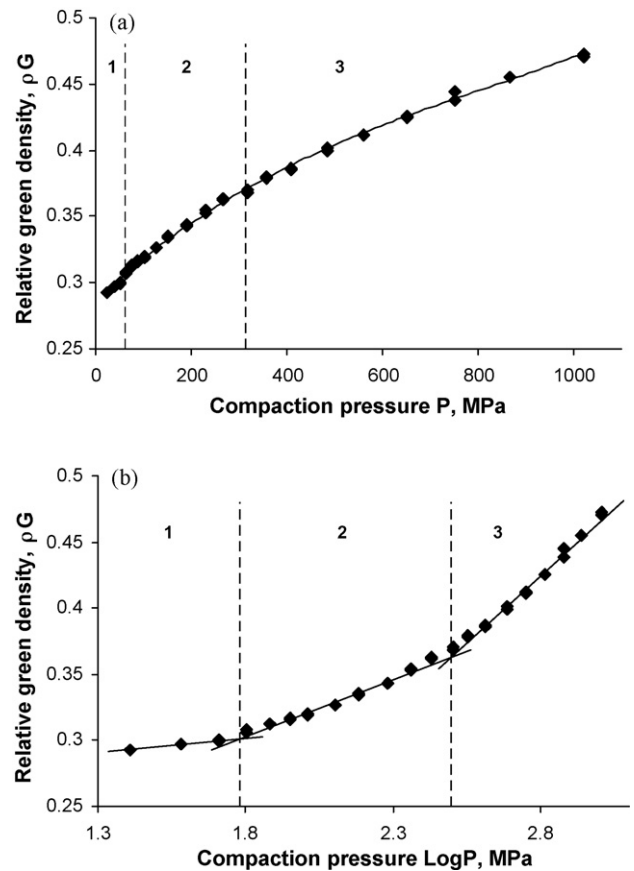 (a)
0.5
0.45
0.4
0.35
0.3
0.25
Relative green density, ρG
1 2 3
0 200 400 600 800 1000
Compaction pressure P, MPa
(b)
0.5
0.45
0.4
0.35
0.3
0.25
Relative green density, ρG
1 2 3
1.3 1.8 2.3 2.8
Compaction pressure LogP, MPa